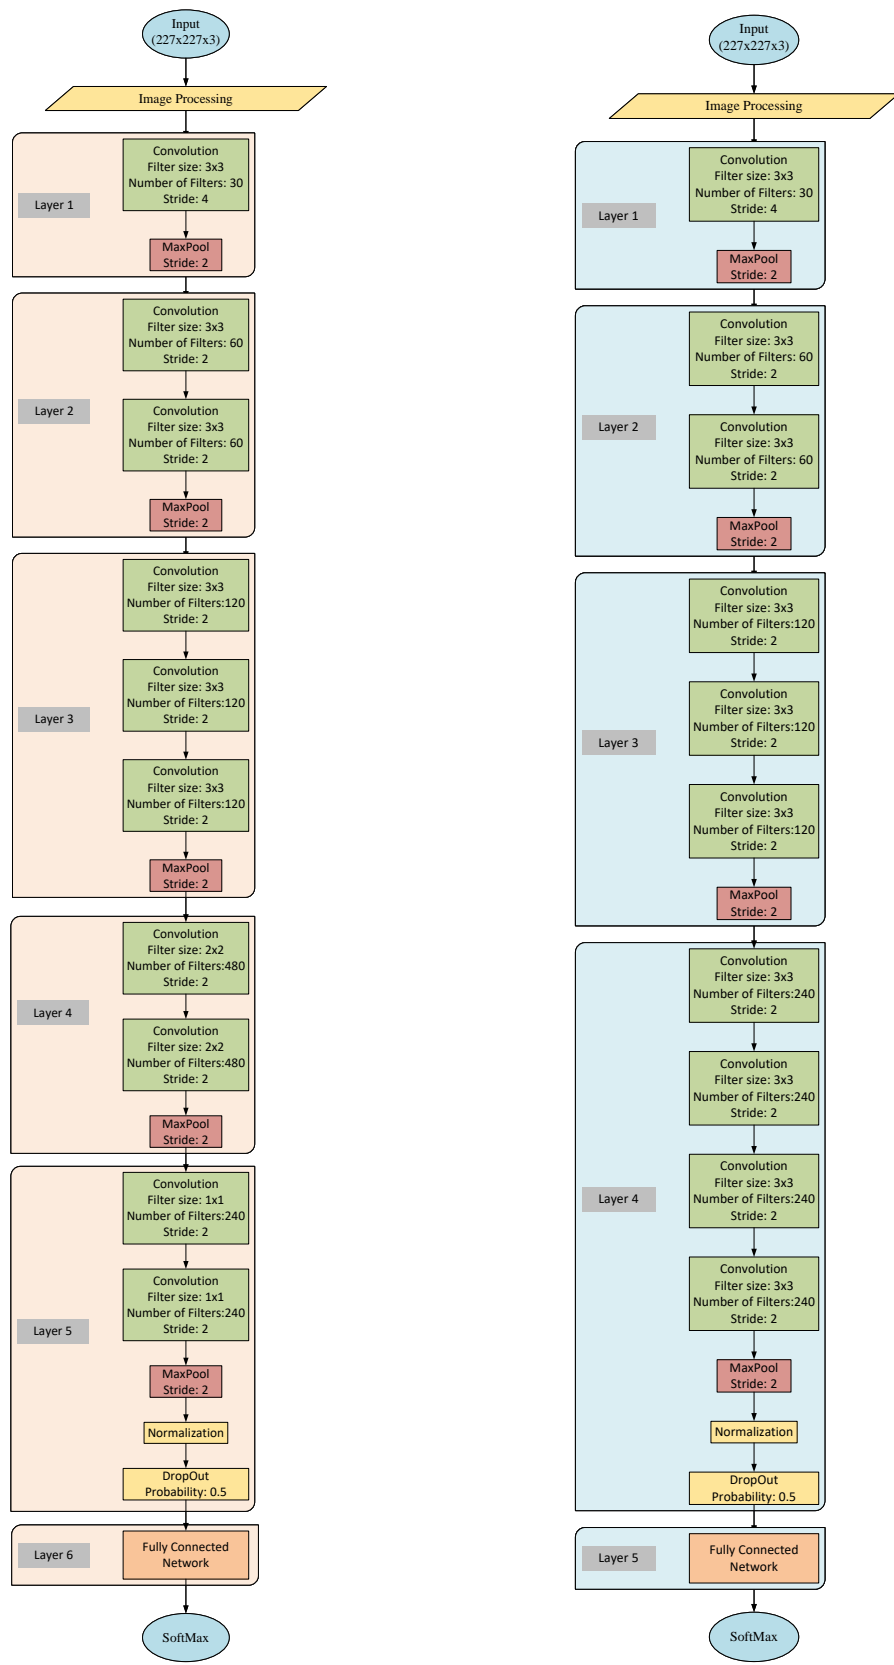 Input
(227x227x3)
Image Processing
Layer 1
Convolution
Filter size: 3x3
Number of Filters: 30
Stride: 4
MaxPool
Stride: 2
Layer 2
Convolution
Filter size: 3x3
Number of Filters: 60
Stride: 2
Convolution
Filter size: 3x3
Number of Filters: 60
Stride: 2
MaxPool
Stride: 2
Layer 3
Convolution
Filter size: 3x3
Number of Filters:120
Stride: 2
Convolution
Filter size: 3x3
Number of Filters:120
Stride: 2
Convolution
Filter size: 3x3
Number of Filters:120
Stride: 2
MaxPool
Stride: 2
Layer 4
Convolution
Filter size: 2x2
Number of Filters:480
Stride: 2
Convolution
Filter size: 2x2
Number of Filters:480
Stride: 2
MaxPool
Stride: 2
Layer 5
Convolution
Filter size: 1x1
Number of Filters:240
Stride: 2
Convolution
Filter size: 1x1
Number of Filters:240
Stride: 2
MaxPool
Stride: 2
Normalization
DropOut
Probability: 0.5
Layer 6
Fully Connected
Network
SoftMax
Input
(227x227x3)
Image Processing
Layer 1
Convolution
Filter size: 3x3
Number of Filters: 30
Stride: 4
MaxPool
Stride: 2
Layer 2
Convolution
Filter size: 3x3
Number of Filters: 60
Stride: 2
Convolution
Filter size: 3x3
Number of Filters: 60
Stride: 2
MaxPool
Stride: 2
Layer 3
Convolution
Filter size: 3x3
Number of Filters:120
Stride: 2
Convolution
Filter size: 3x3
Number of Filters:120
Stride: 2
Convolution
Filter size: 3x3
Number of Filters:120
Stride: 2
MaxPool
Stride: 2
Layer 4
Convolution
Filter size: 3x3
Number of Filters:240
Stride: 2
Convolution
Filter size: 3x3
Number of Filters:240
Stride: 2
Convolution
Filter size: 3x3
Number of Filters:240
Stride: 2
Convolution
Filter size: 3x3
Number of Filters:240
Stride: 2
MaxPool
Stride: 2
Normalization
DropOut
Probability: 0.5
Layer 5
Fully Connected
Network
SoftMax